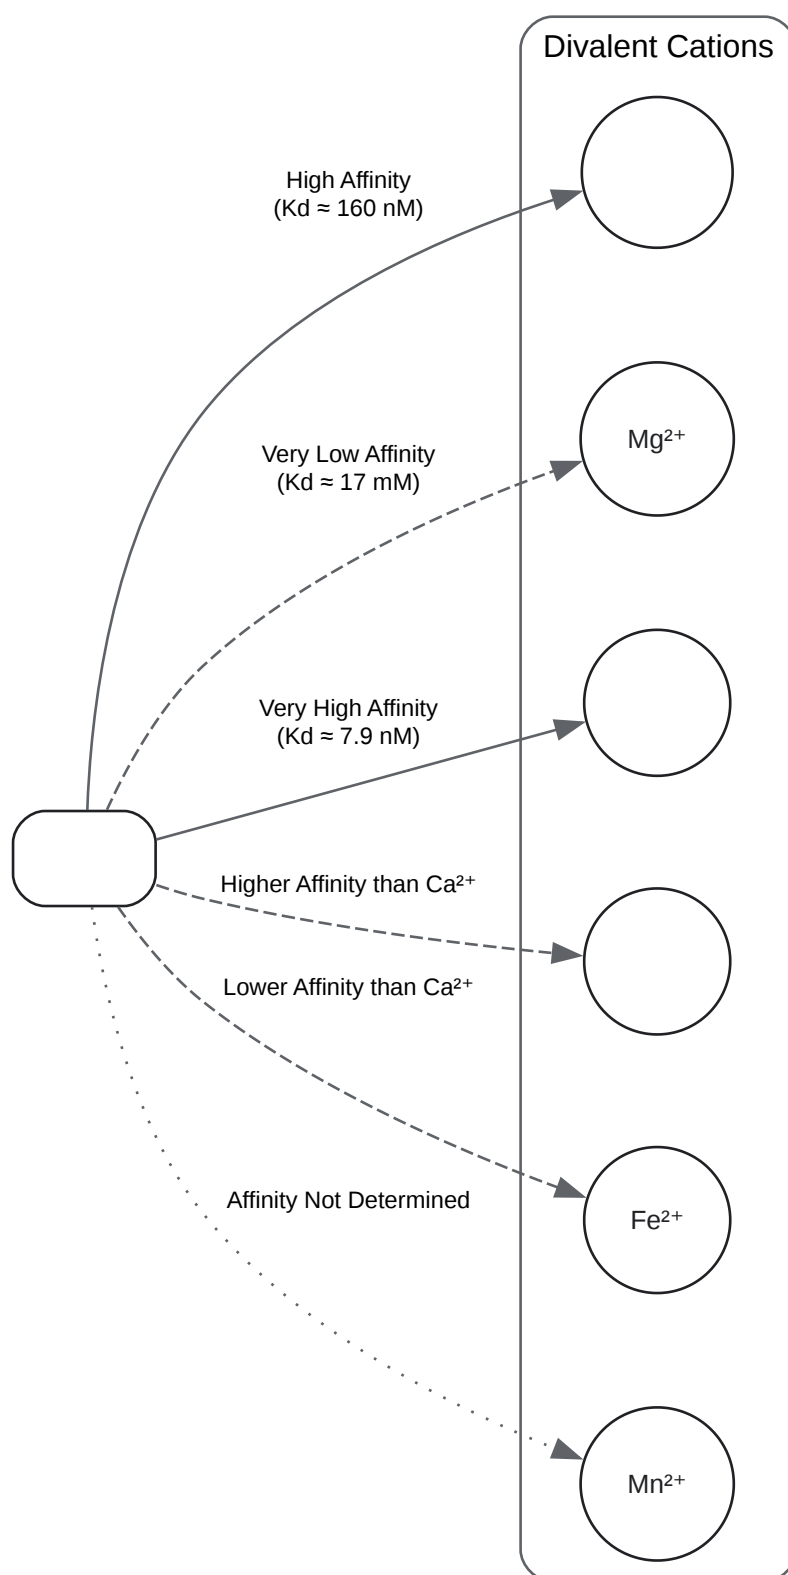 Divalent Cations
High Affinity
(Kd ≈ 160 nM)
Very Low Affinity
(Kd ≈ 17 mM)
Mg²⁺
Very High Affinity
(Kd ≈ 7.9 nM)
Higher Affinity than Ca²⁺
Lower Affinity than Ca²⁺
Affinity Not Determined
Fe²⁺
Mn²⁺